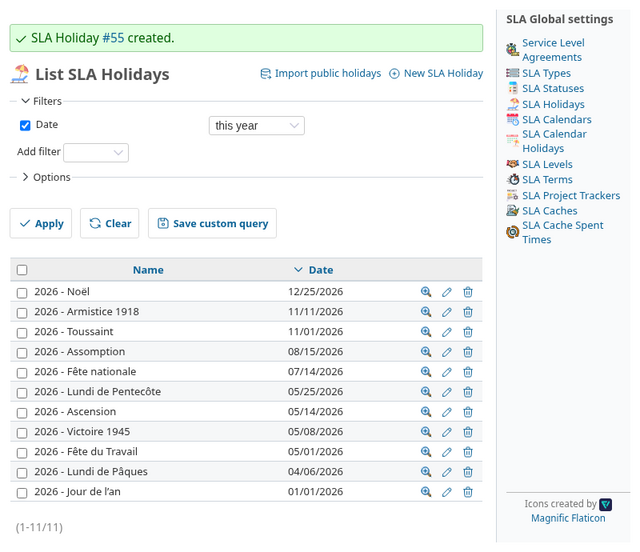 SLA Holiday #55 created.
List SLA Holidays
Import public holidays
New SLA Holiday
Filters
Date
this year
Add filter
Options
Apply
Clear
Save custom query
Name Date
2026 - Noël 12/25/2026
2026 - Armistice 1918 11/11/2026
2026 - Toussaint 11/01/2026
2026 - Assomption 08/15/2026
2026 - Fête nationale 07/14/2026
2026 - Lundi de Pentecôte 05/25/2026
2026 - Ascension 05/14/2026
2026 - Victoire 1945 05/08/2026
2026 - Fête du Travail 05/01/2026
2026 - Lundi de Pâques 04/06/2026
2026 - Jour de l'an 01/01/2026
(1-11/11)
SLA Global settings
Service Level
Agreements
SLA Types
SLA Statuses
SLA Holidays
SLA Calendars
SLA Calendar
Holidays
SLA Levels
SLA Terms
SLA Project Trackers
SLA Caches
SLA Cache Spent
Times
Icons created by
Magnific Flaticon